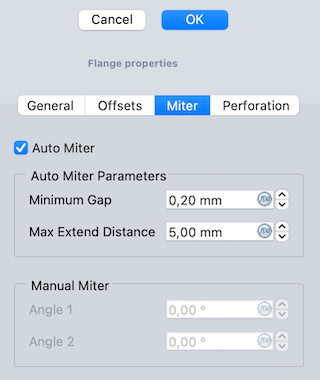 Cancel OK
Flange properties
General Offsets Miter Perforation
Auto Miter
Auto Miter Parameters
Minimum Gap 0,20 mm f(x)
Max Extend Distance 5,00 mm f(x)
Manual Miter
Angle 1 0,00 ° f(x)
Angle 2 0,00 ° f(x)